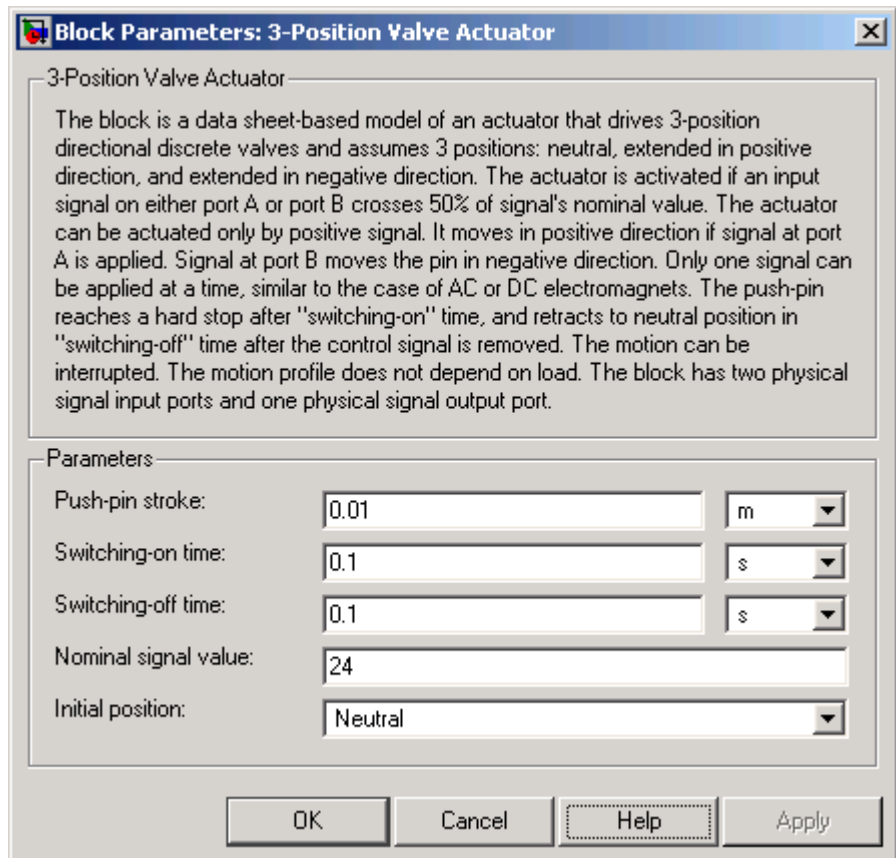 Block Parameters: 3-Position Valve Actuator
3-Position Valve Actuator
The block is a data sheet-based model of an actuator that drives 3-position
directional discrete valves and assumes 3 positions: neutral, extended in positive
direction, and extended in negative direction. The actuator is activated if an input
signal on either port A or port B crosses 50% of signal's nominal value. The actuator
can be actuated only by positive signal. It moves in positive direction if signal at port
A is applied. Signal at port B moves the pin in negative direction. Only one signal can
be applied at a time, similar to the case of AC or DC electromagnets. The push-pin
reaches a hard stop after "switching-on" time, and retracts to neutral position in
"switching-off" time after the control signal is removed. The motion can be
interrupted. The motion profile does not depend on load. The block has two physical
signal input ports and one physical signal output port.
Parameters
Push-pin stroke: 0.01 m
Switching-on time: 0.1 s
Switching-off time: 0.1 s
Nominal signal value: 24
Initial position: Neutral
OK Cancel Help Apply